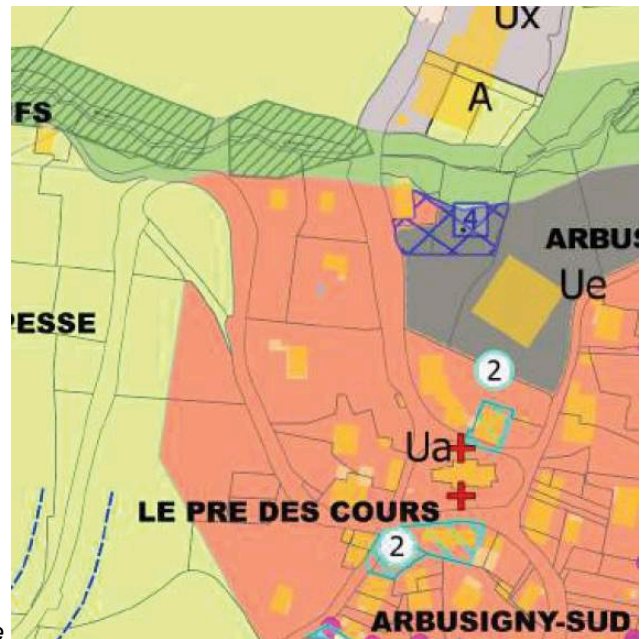 Ux
A
FS
4
ARBUS
Ue
PESSE
2
Ua
LE PRE DES COURS
2
ARBUSIGNY-SUD
e